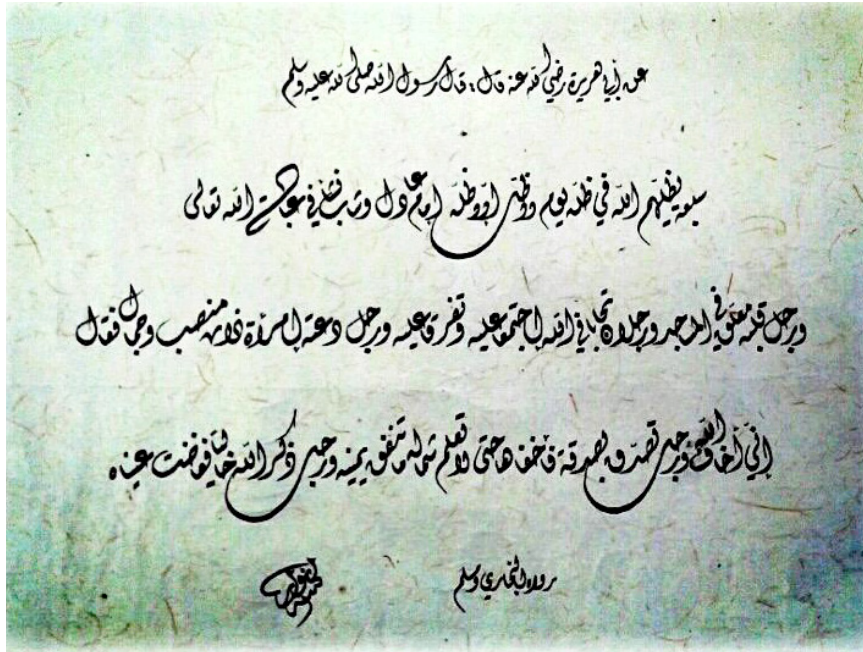 عن أبي هريرة رضي الله عنه قال: قال رسول الله صلى الله عليه وسلم
سبعة يظلهم الله في ظله يوم لا ظل إلا ظله إمام عادل وشاب نشأ في عبادة الله تعالى
ورجل قلبه معلق في المساجد ورجلان تحابا في الله اجتمعا عليه وتفرقا عليه ورجل دعته امرأة ذات منصب وجمال فقال
إني أخاف الله ورجل تصدق بصدقة فأخفاها حتى لا تعلم شماله ما تنفق يمينه ورجل ذكر الله خاليا ففاضت عيناه
رواه البخاري ومسلم